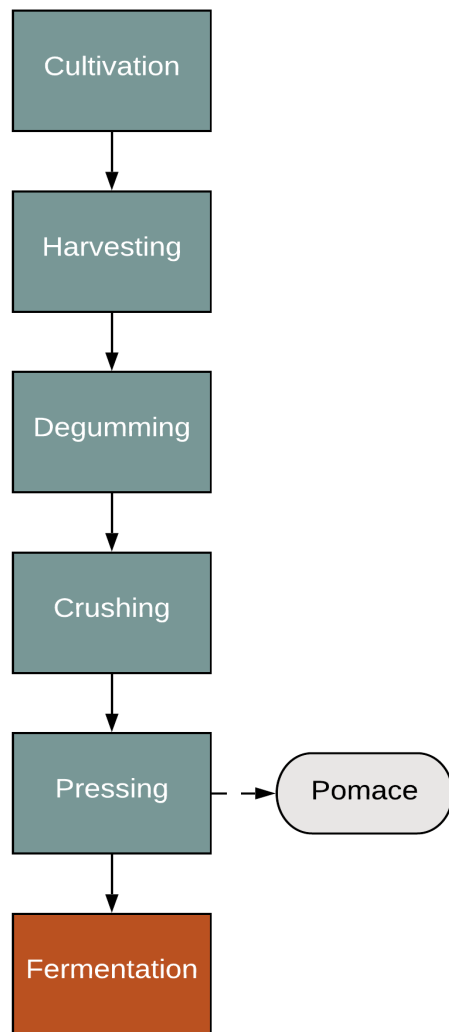 Cultivation
Harvesting
Degumming
Crushing
Pressing
Pomace
Fermentation